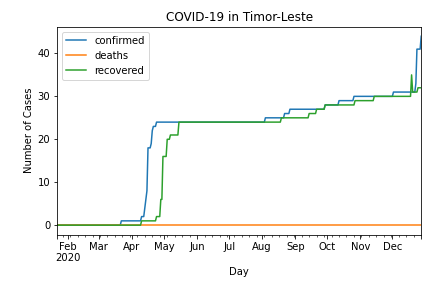 COVID-19 in Timor-Leste
confirmed
deaths
recovered
Number of Cases
40
30
20
10
0
Feb Mar Apr May Jun Jul Aug Sep Oct Nov Dec
2020
Day